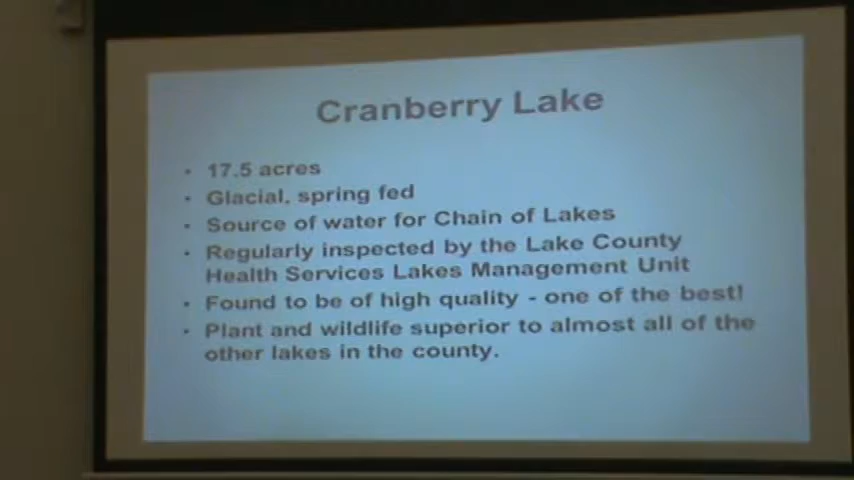 Cranberry Lake
• 17.5 acres
• Glacial, spring fed
• Source of water for Chain of Lakes
• Regularly inspected by the Lake County
Health Services Lakes Management Unit
• Found to be of high quality - one of the best!
• Plant and wildlife superior to almost all of the
other lakes in the county.